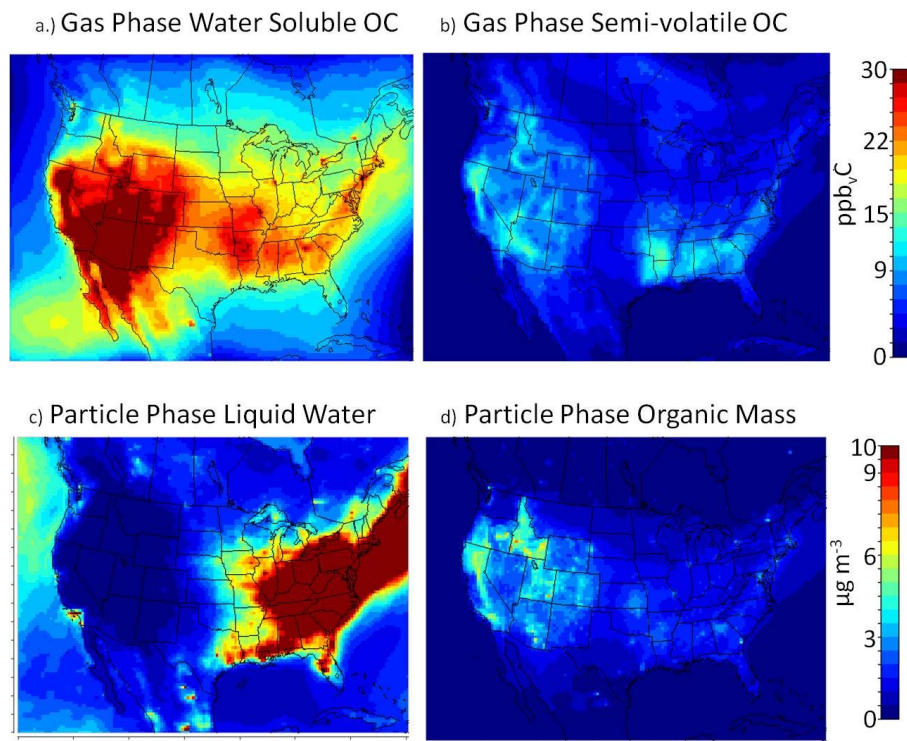 a.) Gas Phase Water Soluble OC
b) Gas Phase Semi-volatile OC
30
22
15
9
0
ppbᵥC
c) Particle Phase Liquid Water
d) Particle Phase Organic Mass
10
9
6
3
0
µg m⁻³